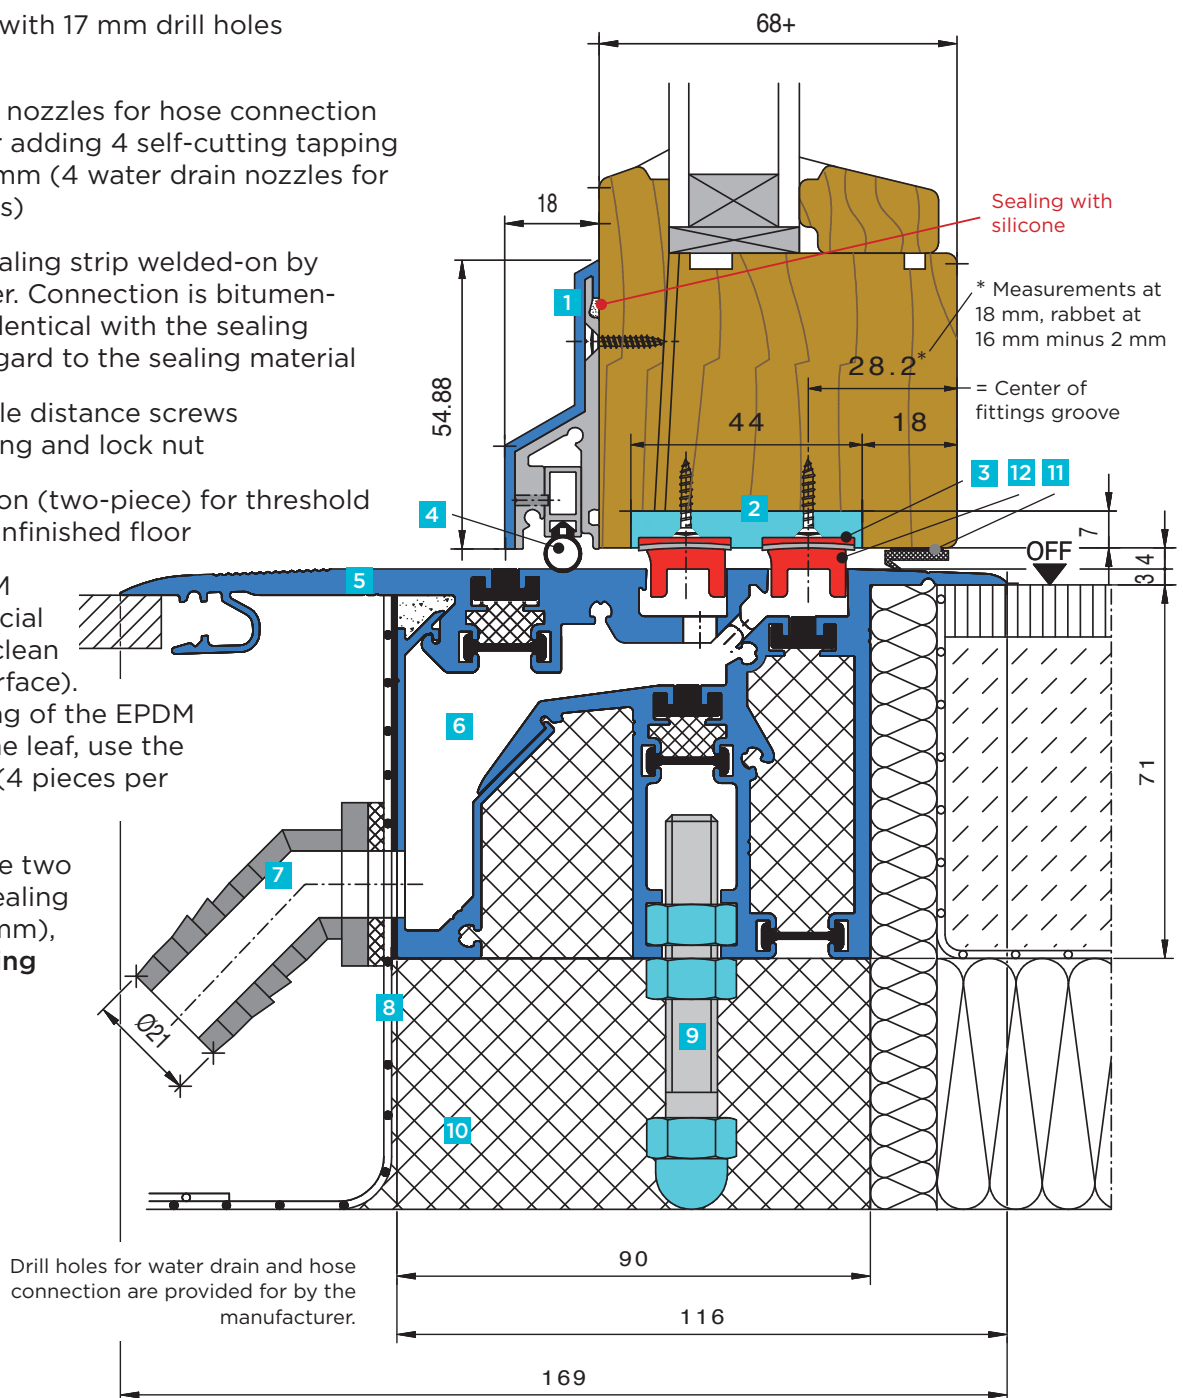 with 17 mm drill holes
nozzles for hose connection
r adding 4 self-cutting tapping
mm (4 water drain nozzles for
s)
aling strip welded-on by
er. Connection is bitumen-
dentical with the sealing
gard to the sealing material
le distance screws
ng and lock nut
on (two-piece) for threshold
nfinished floor
M
cial
clean
rface).
ng of the EPDM
ne leaf, use the
(4 pieces per
e two
ealing
mm),
ing
68+
18
Sealing with
silicone
1
* Measurements at
18 mm, rabbet at
16 mm minus 2 mm
28.2*
= Center of
fittings groove
54.88
44
18
3 12 11
2
4
7
OFF
4
3
5
6
71
7
8
Ø21
9
10
Drill holes for water drain and hose
connection are provided for by the
manufacturer.
90
116
169